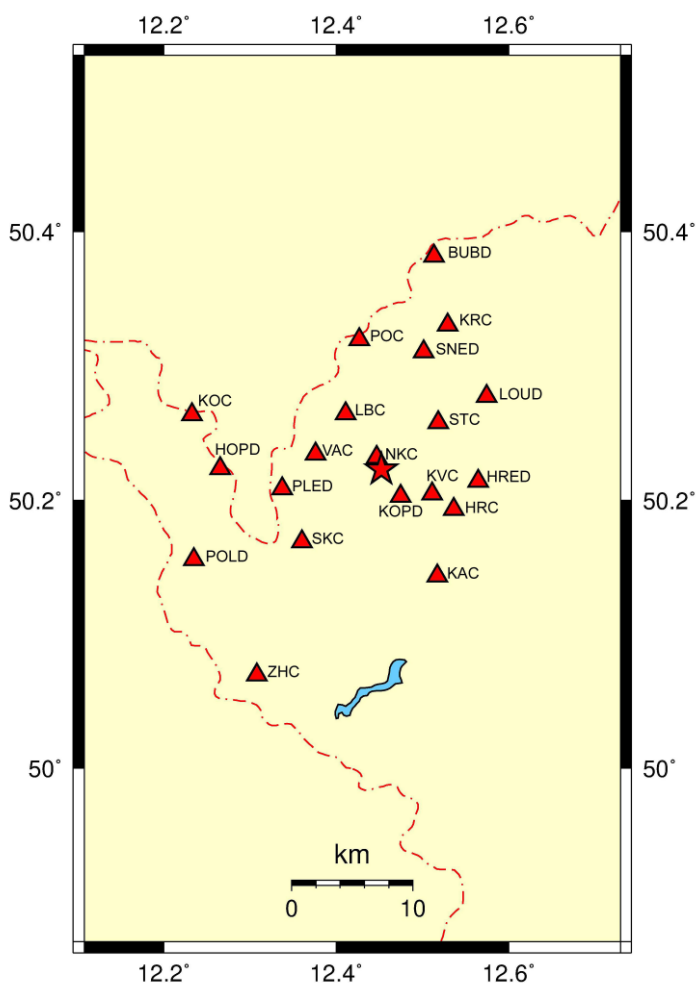 12.2° 12.4° 12.6°
50.4° 50.4°
BUBD
KRC
POC
SNED
LOUD
KOC
LBC
STC
HOPD
VAC
NKC
PLED
KVC
HRED
KOPD
HRC
SKC
POLD
KAC
ZHC
50.2° 50.2°
50° 50°
km
0 10
12.2° 12.4° 12.6°